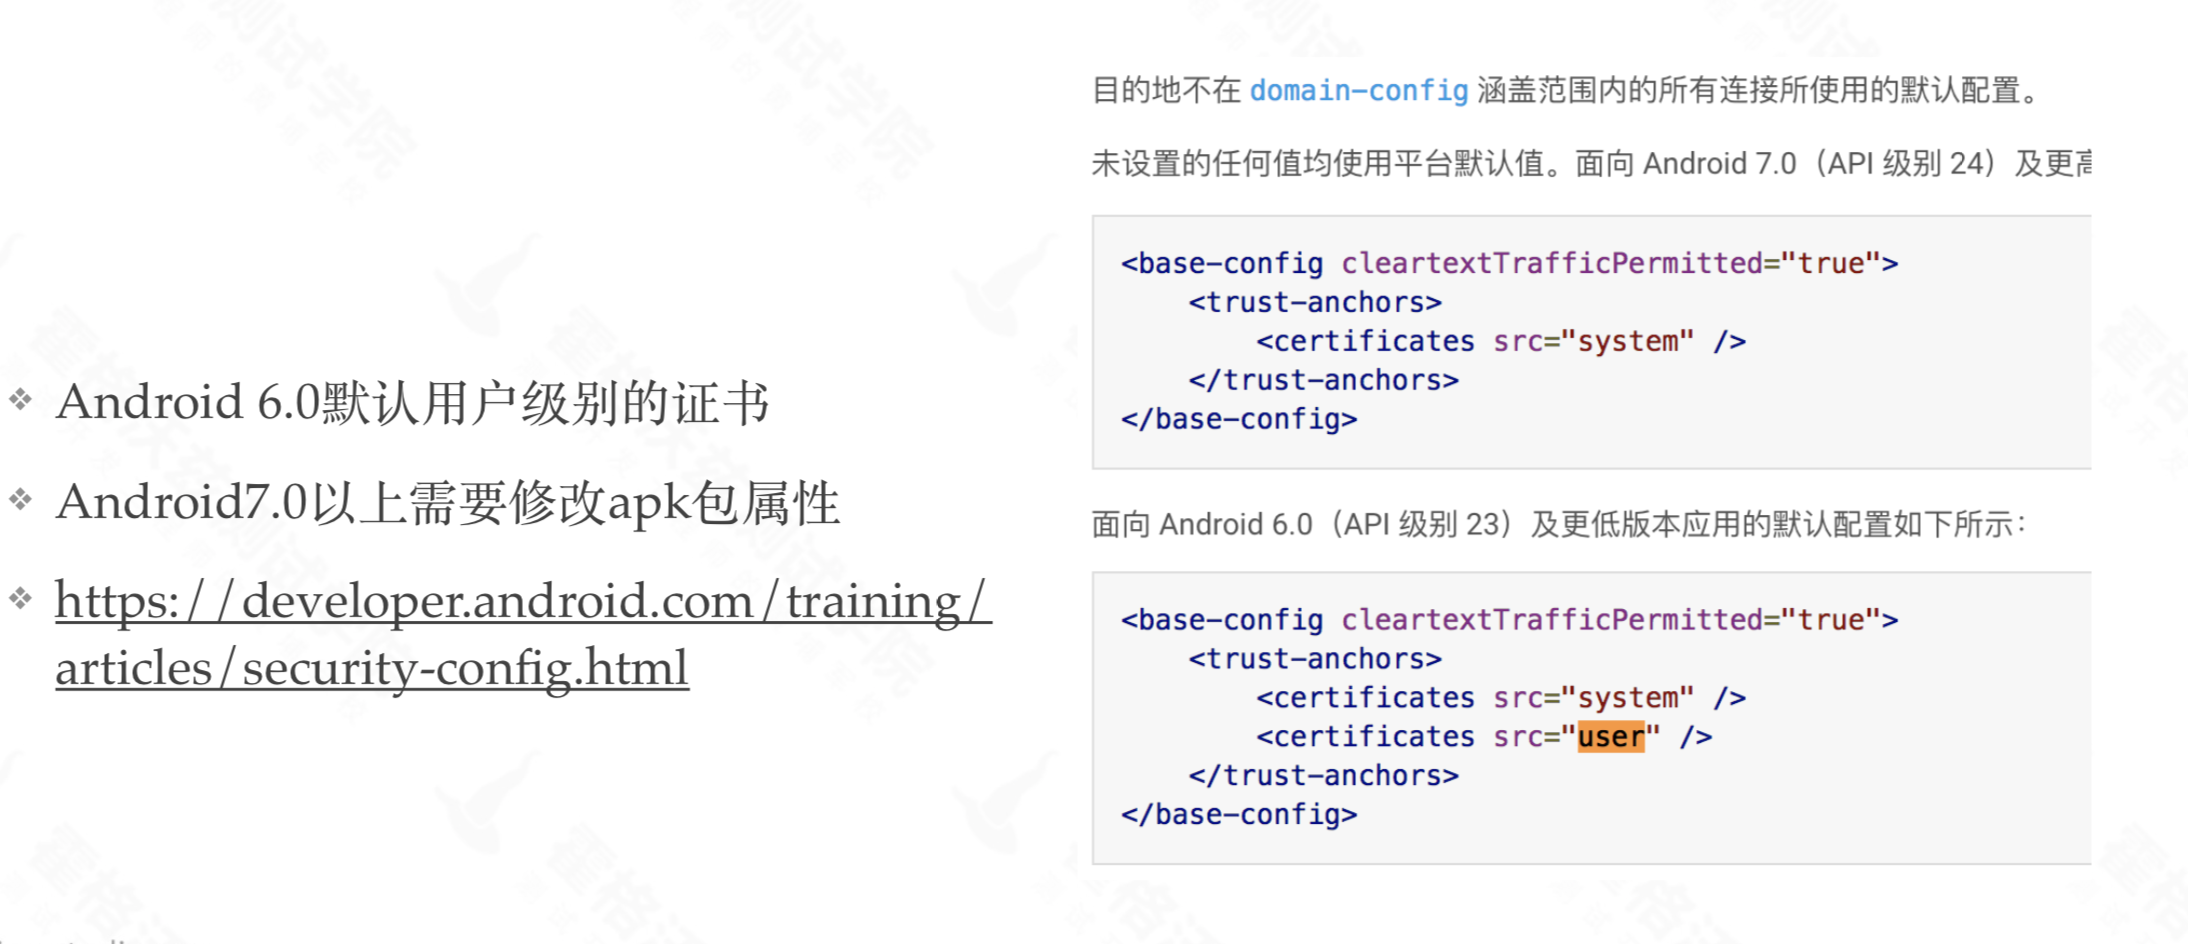 Android 6.0默认用户级别的证书
Android7.0以上需要修改apk包属性
https://developer.android.com/training/
articles/security-config.html
目的地不在 domain-config 涵盖范围内的所有连接所使用的默认配置。
未设置的任何值均使用平台默认值。面向 Android 7.0（API 级别 24）及更高
<base-config cleartextTrafficPermitted="true">
<trust-anchors>
<certificates src="system" />
</trust-anchors>
</base-config>
面向 Android 6.0（API 级别 23）及更低版本应用的默认配置如下所示：
<base-config cleartextTrafficPermitted="true">
<trust-anchors>
<certificates src="system" />
<certificates src="user" />
</trust-anchors>
</base-config>